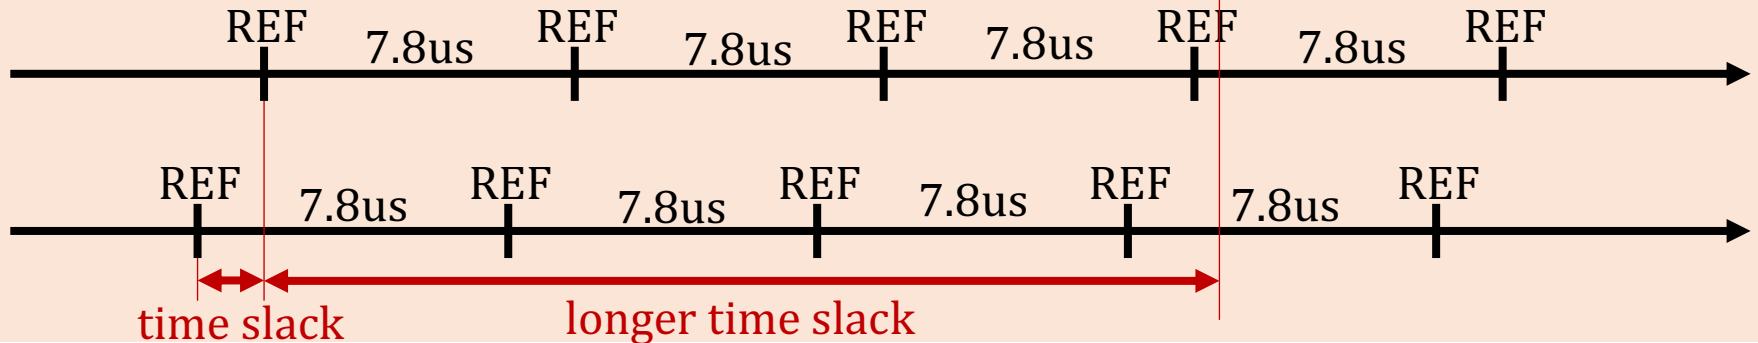 REF 7.8us REF 7.8us REF 7.8us REF 7.8us REF
REF 7.8us REF 7.8us REF 7.8us REF 7.8us REF
time slack longer time slack